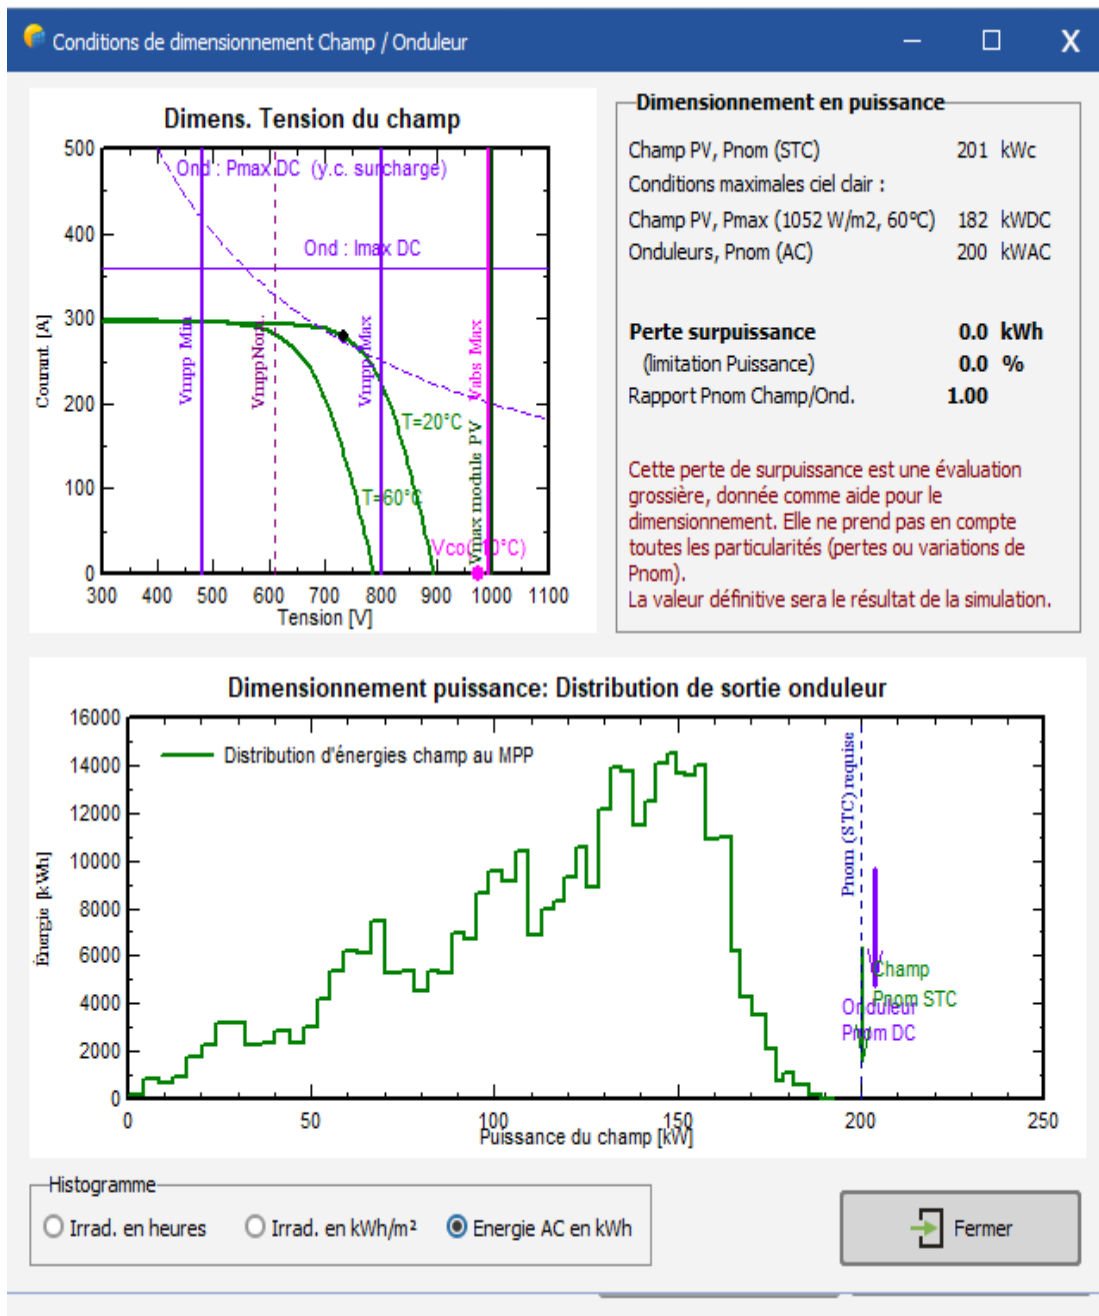 Conditions de dimensionnement Champ / Onduleur
Dimens. Tension du champ
Ond : Pmax DC (y.c. surcharge)
Ond : Imax DC
Courant [A]
500
400
300
200
100
0
Vmpp Min
VmppNom.
Vmpp Max
Vabs Max
Vmax module PV
T=20°C
T=60°C
Vco(-10°C)
300 400 500 600 700 800 900 1000 1100
Tension [V]
Dimensionnement en puissance
Champ PV, Pnom (STC) 201 kWc
Conditions maximales ciel clair :
Champ PV, Pmax (1052 W/m2, 60°C) 182 kWDC
Onduleurs, Pnom (AC) 200 kWAC
Perte surpuissance 0.0 kWh
(limitation Puissance) 0.0 %
Rapport Pnom Champ/Ond. 1.00
Cette perte de surpuissance est une évaluation
grossière, donnée comme aide pour le
dimensionnement. Elle ne prend pas en compte
toutes les particularités (pertes ou variations de
Pnom).
La valeur définitive sera le résultat de la simulation.
Dimensionnement puissance: Distribution de sortie onduleur
Distribution d'énergies champ au MPP
Énergie [kWh]
16000
14000
12000
10000
8000
6000
4000
2000
0
Pnom (STC) requise
Champ
Pnom STC
Onduleur
Pnom DC
0 50 100 150 200 250
Puissance du champ [kW]
Histogramme
Irrad. en heures Irrad. en kWh/m² Energie AC en kWh
Fermer